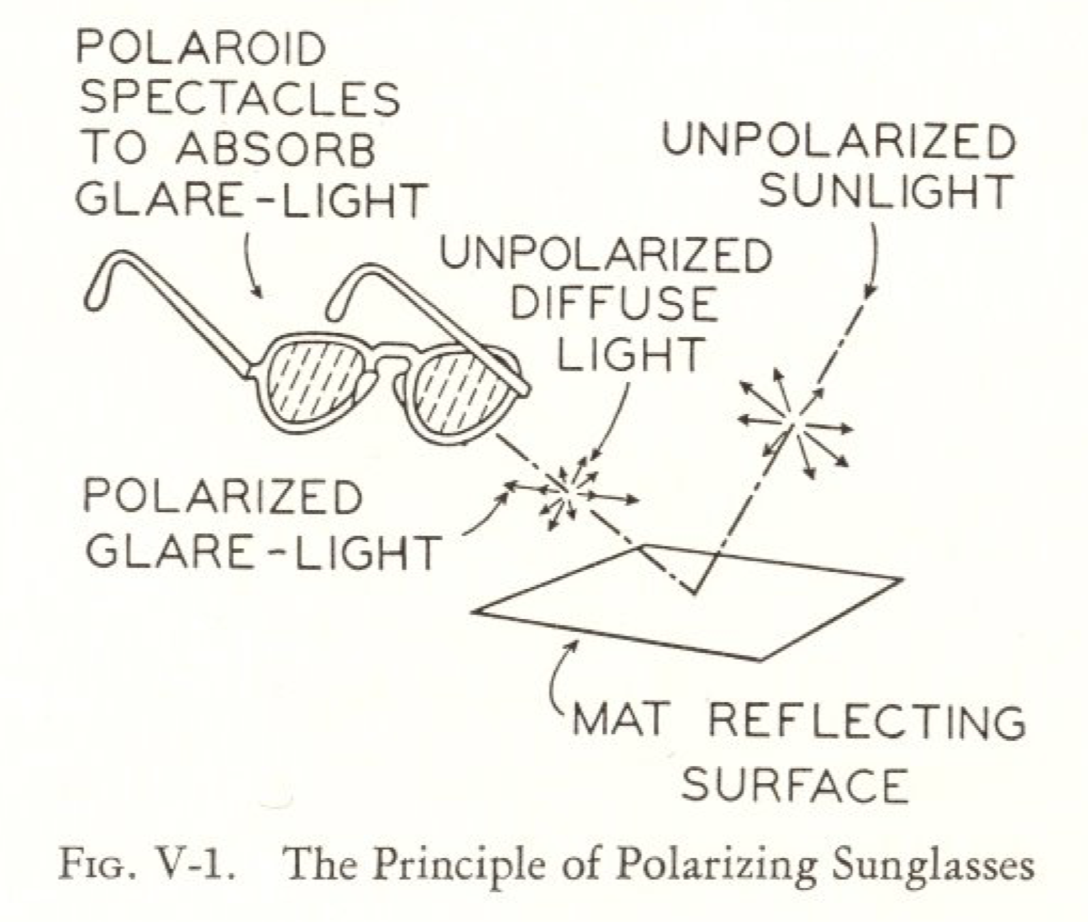 POLAROID
SPECTACLES
TO ABSORB
GLARE-LIGHT
UNPOLARIZED
SUNLIGHT
UNPOLARIZED
DIFFUSE
LIGHT
POLARIZED
GLARE-LIGHT
MAT REFLECTING
SURFACE
FIG. V-1. The Principle of Polarizing Sunglasses